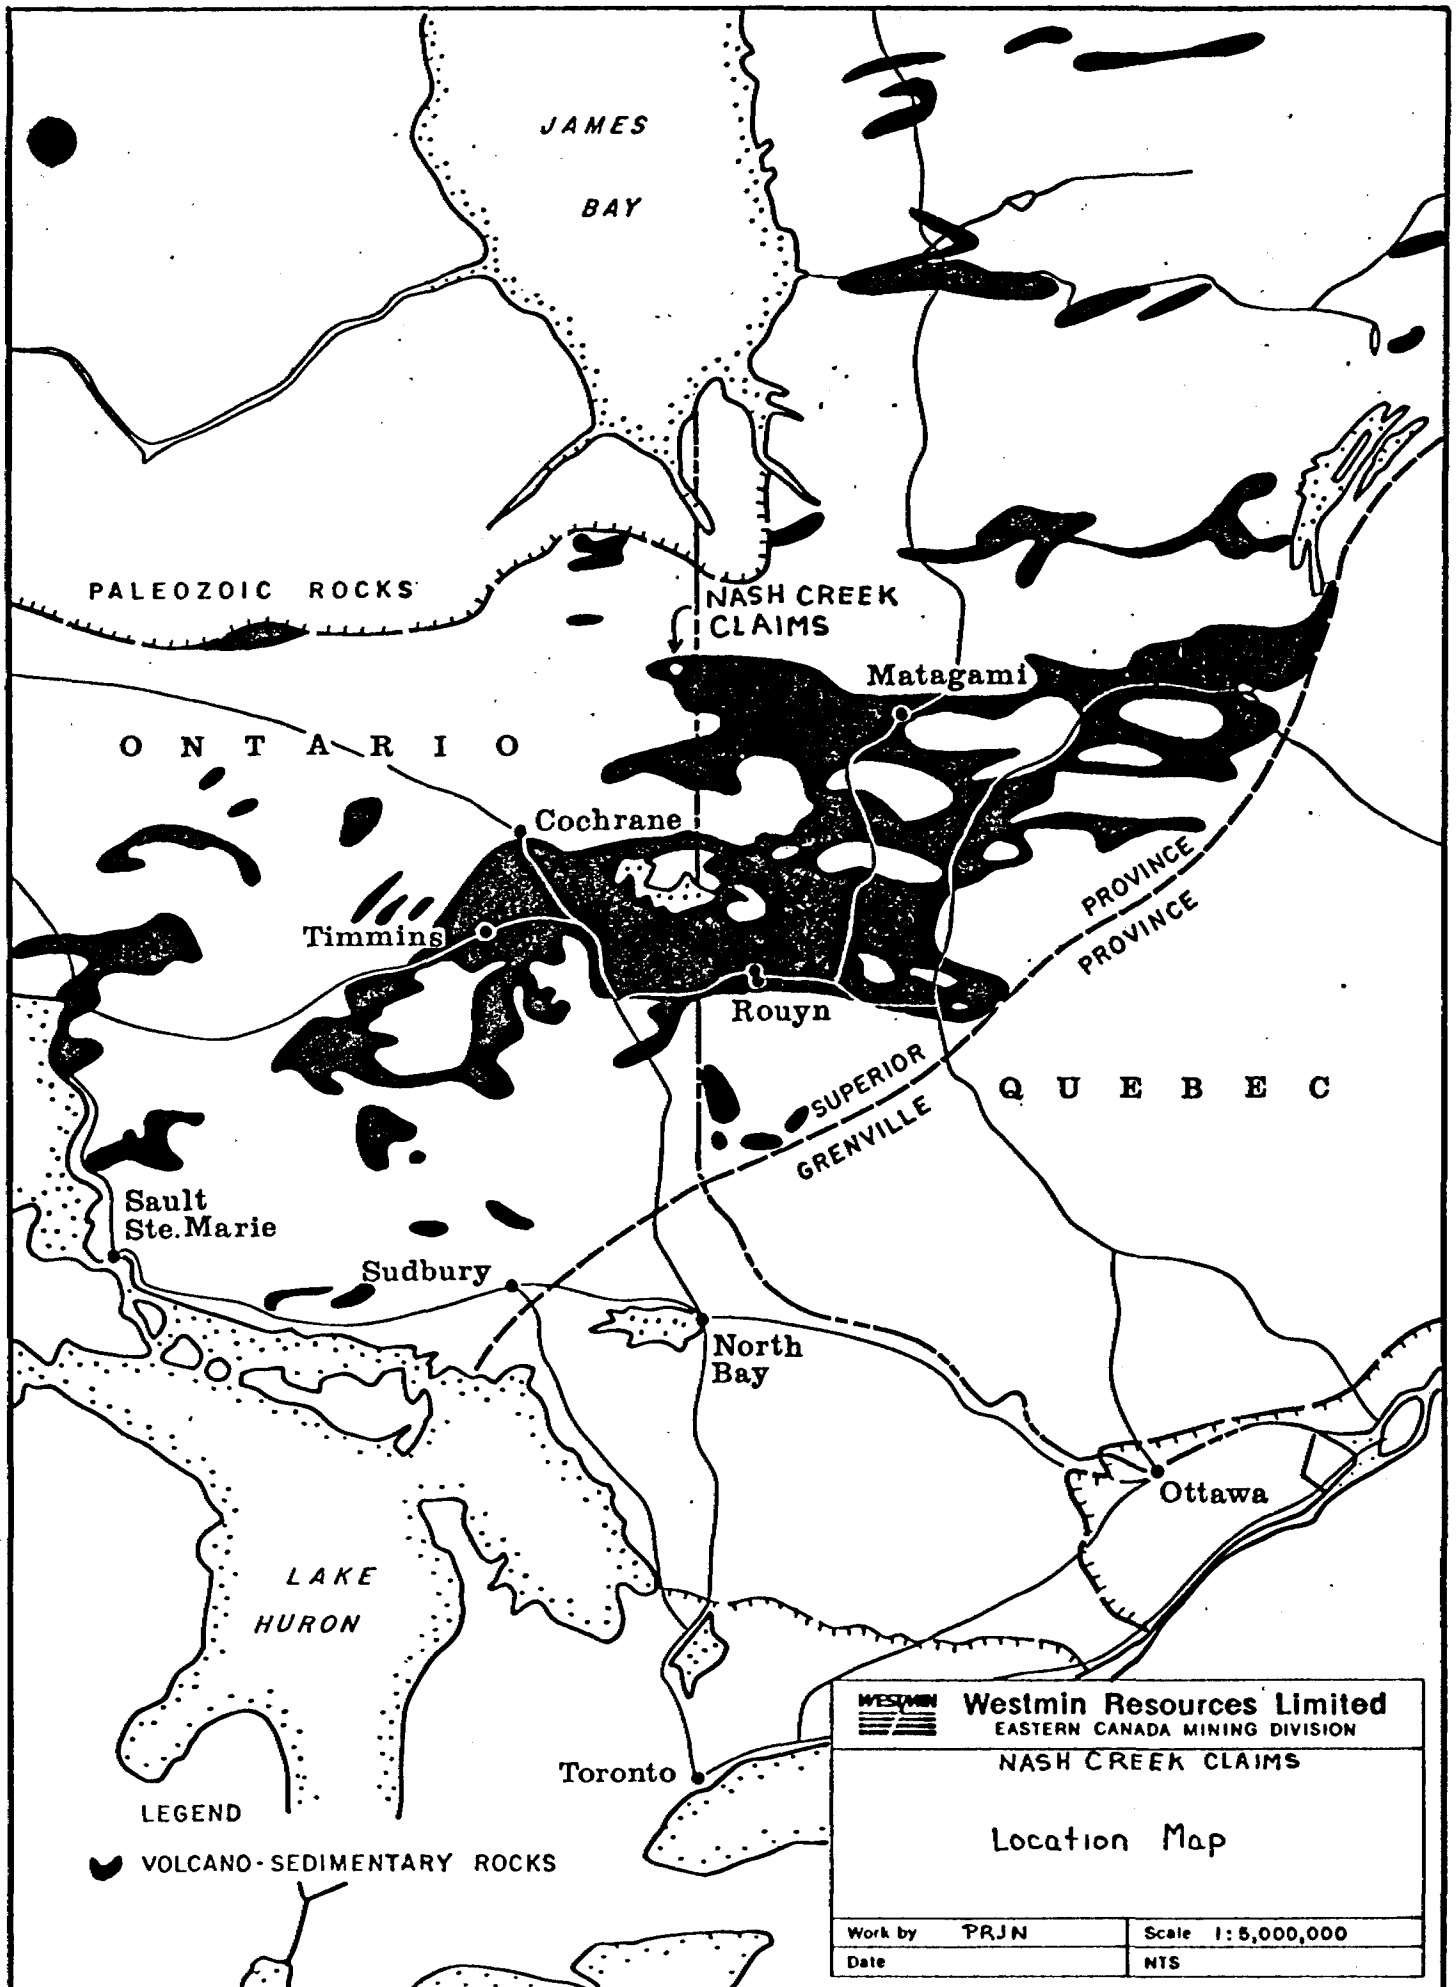 JAMES
BAY
PALEOZOIC ROCKS
NASH CREEK
CLAIMS
Matagami
ONTARIO
Cochrane
PROVINCE
PROVINCE
Timmins
Rouyn
SUPERIOR
GRENVILLE
QUEBEC
Sault
Ste. Marie
Sudbury
North
Bay
Ottawa
LAKE
HURON
Toronto
LEGEND
VOLCANO-SEDIMENTARY ROCKS
WESTMIN
Westmin Resources Limited
EASTERN CANADA MINING DIVISION
NASH CREEK CLAIMS
Location Map
Work by PRJN
Scale 1:5,000,000
Date
NTS